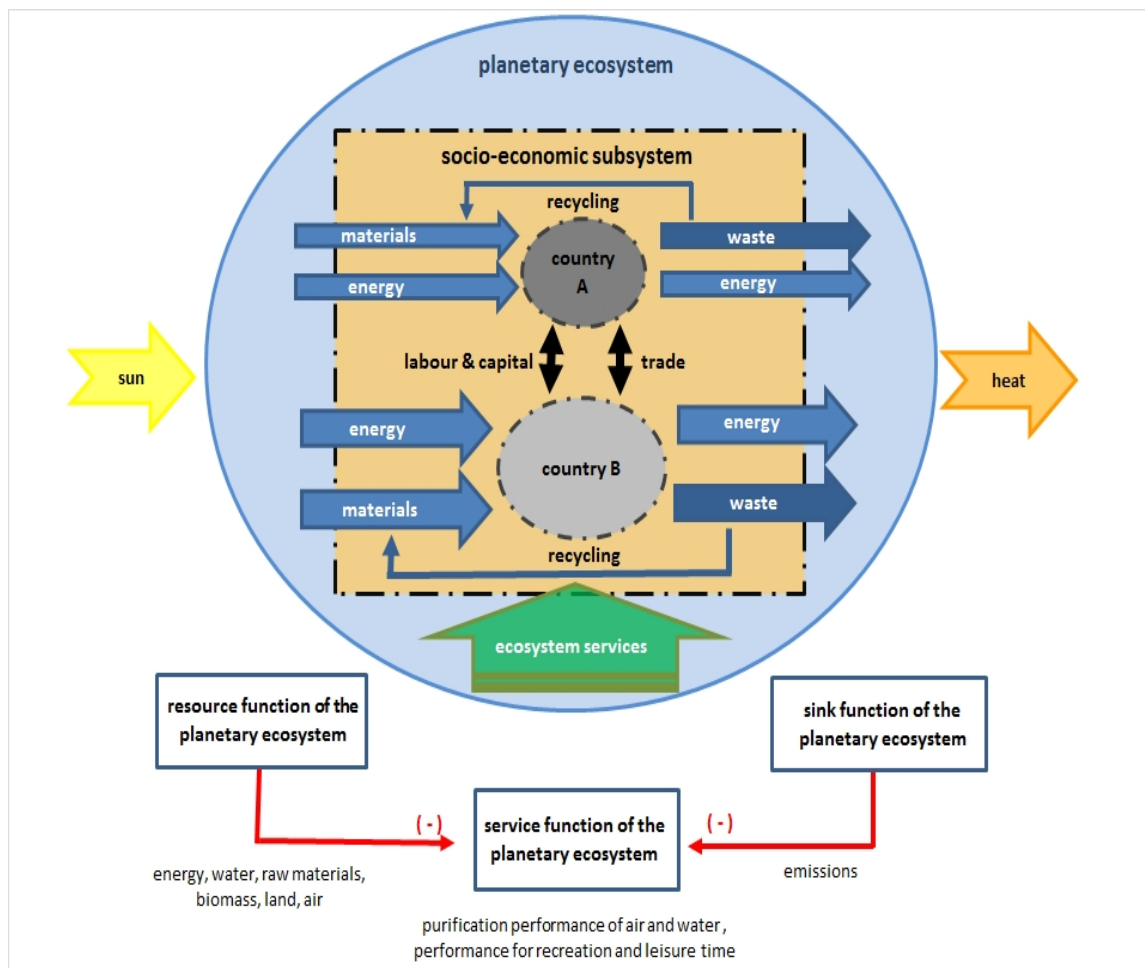 planetary ecosystem
socio-economic subsystem
recycling
materials
waste
country
A
energy
energy
labour & capital
trade
sun
heat
energy
energy
country B
materials
waste
recycling
ecosystem services
resource function of the
planetary ecosystem
sink function of the
planetary ecosystem
( - )
( - )
service function of the
planetary ecosystem
energy, water, raw materials,
biomass, land, air
emissions
purification performance of air and water ,
performance for recreation and leisure time